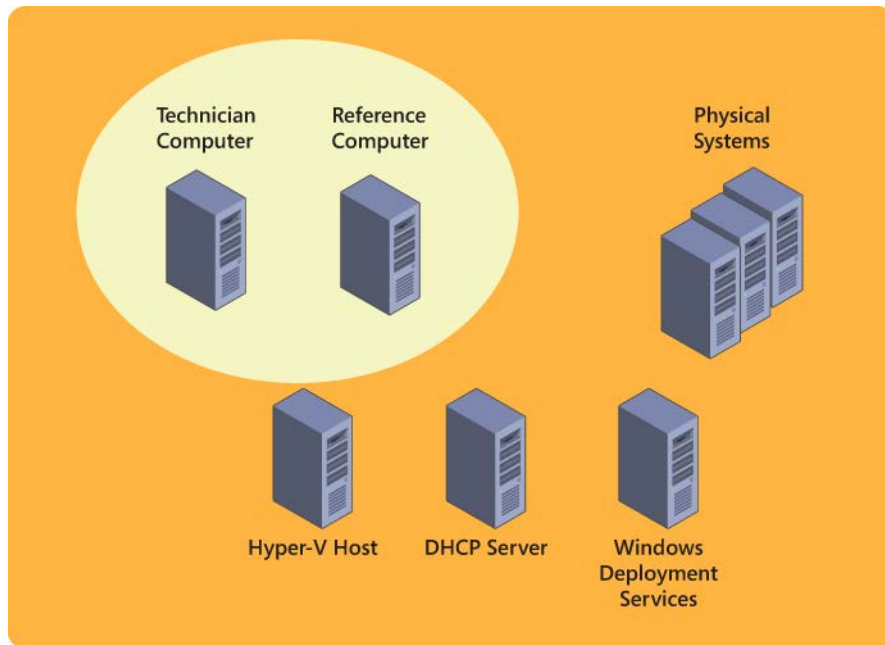 Technician
Computer
Reference
Computer
Physical
Systems
Hyper-V Host
DHCP Server
Windows
Deployment
Services